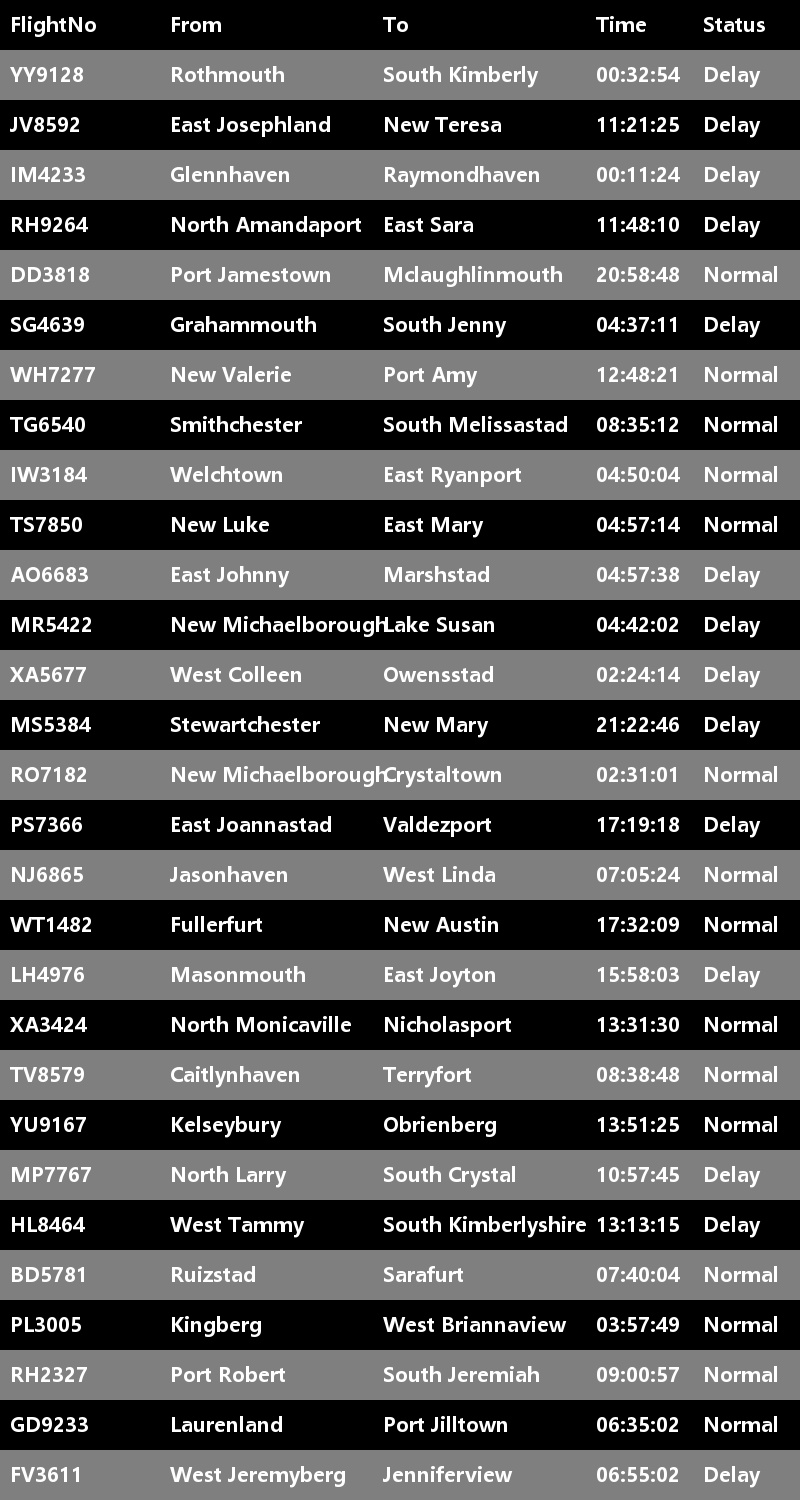 FlightNo From To Time Status
YY9128 Rothmouth South Kimberly 00:32:54 Delay
JV8592 East Josephland New Teresa 11:21:25 Delay
IM4233 Glennhaven Raymondhaven 00:11:24 Delay
RH9264 North Amandaport East Sara 11:48:10 Delay
DD3818 Port Jamestown Mclaughlinmouth 20:58:48 Normal
SG4639 Grahammouth South Jenny 04:37:11 Delay
WH7277 New Valerie Port Amy 12:48:21 Normal
TG6540 Smithchester South Melissastad 08:35:12 Normal
IW3184 Welchtown East Ryanport 04:50:04 Normal
TS7850 New Luke East Mary 04:57:14 Normal
AO6683 East Johnny Marshstad 04:57:38 Delay
MR5422 New Michaelborough Lake Susan 04:42:02 Delay
XA5677 West Colleen Owensstad 02:24:14 Delay
MS5384 Stewartchester New Mary 21:22:46 Delay
RO7182 New Michaelborough Crystaltown 02:31:01 Normal
PS7366 East Joannastad Valdezport 17:19:18 Delay
NJ6865 Jasonhaven West Linda 07:05:24 Normal
WT1482 Fullerfurt New Austin 17:32:09 Normal
LH4976 Masonmouth East Joyton 15:58:03 Delay
XA3424 North Monicaville Nicholasport 13:31:30 Normal
TV8579 Caitlynhaven Terryfort 08:38:48 Normal
YU9167 Kelseybury Obrienberg 13:51:25 Normal
MP7767 North Larry South Crystal 10:57:45 Delay
HL8464 West Tammy South Kimberlyshire 13:13:15 Delay
BD5781 Ruizstad Sarafurt 07:40:04 Normal
PL3005 Kingberg West Briannaview 03:57:49 Normal
RH2327 Port Robert South Jeremiah 09:00:57 Normal
GD9233 Laurenland Port Jilltown 06:35:02 Normal
FV3611 West Jeremyberg Jenniferview 06:55:02 Delay